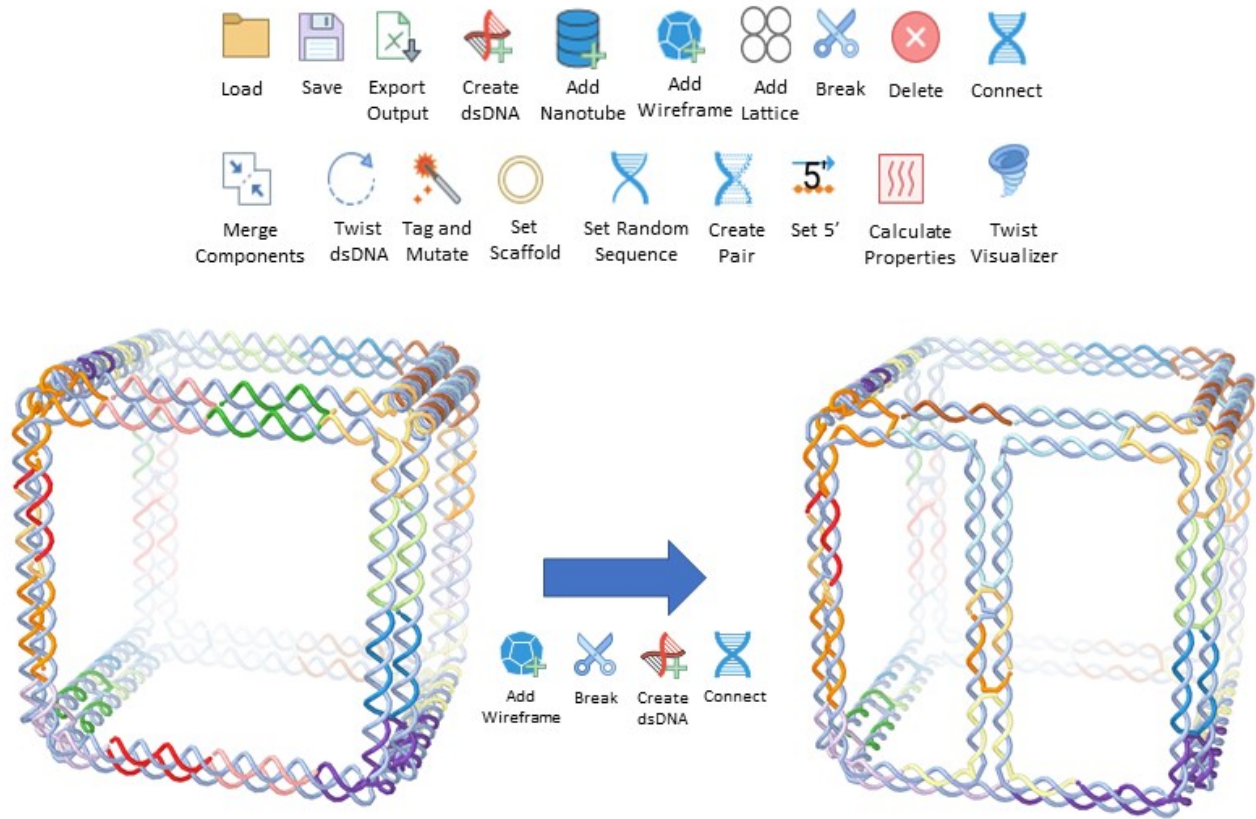 Load Save Export Output Create dsDNA Add Nanotube Add Wireframe Add Lattice Break Delete Connect
Merge Components Twist dsDNA Tag and Mutate Set Scaffold Set Random Sequence Create Pair 5' Set 5’ Calculate Properties Twist Visualizer
Add Wireframe Break Create dsDNA Connect